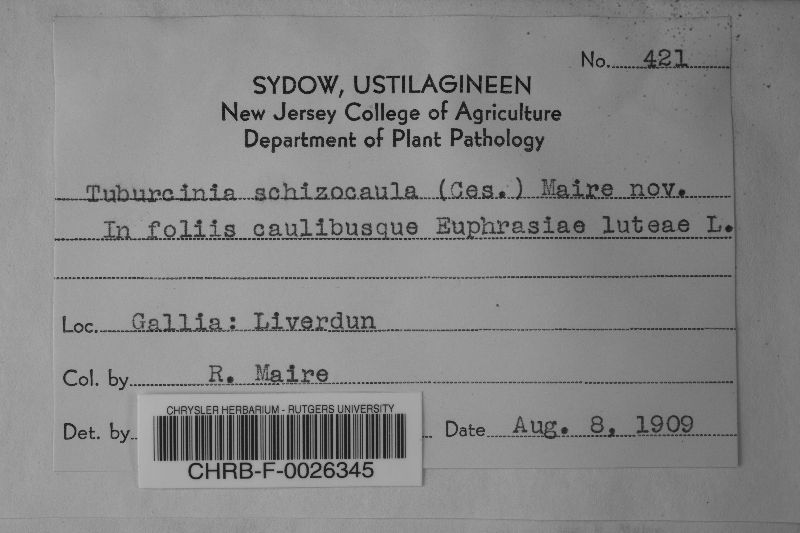 No. 421
SYDOW, USTILAGINEEN
New Jersey College of Agriculture
Department of Plant Pathology
Tuburcinia schizocaula (Ces.) Maire nov.
In foliis caulibusque Euphrasiae luteae L.
Loc. Gallia: Liverdun
Col. by R. Maire
Det. by Date Aug. 8, 1909
CHRYSLER HERBARIUM - RUTGERS UNIVERSITY
CHRB-F-0026345